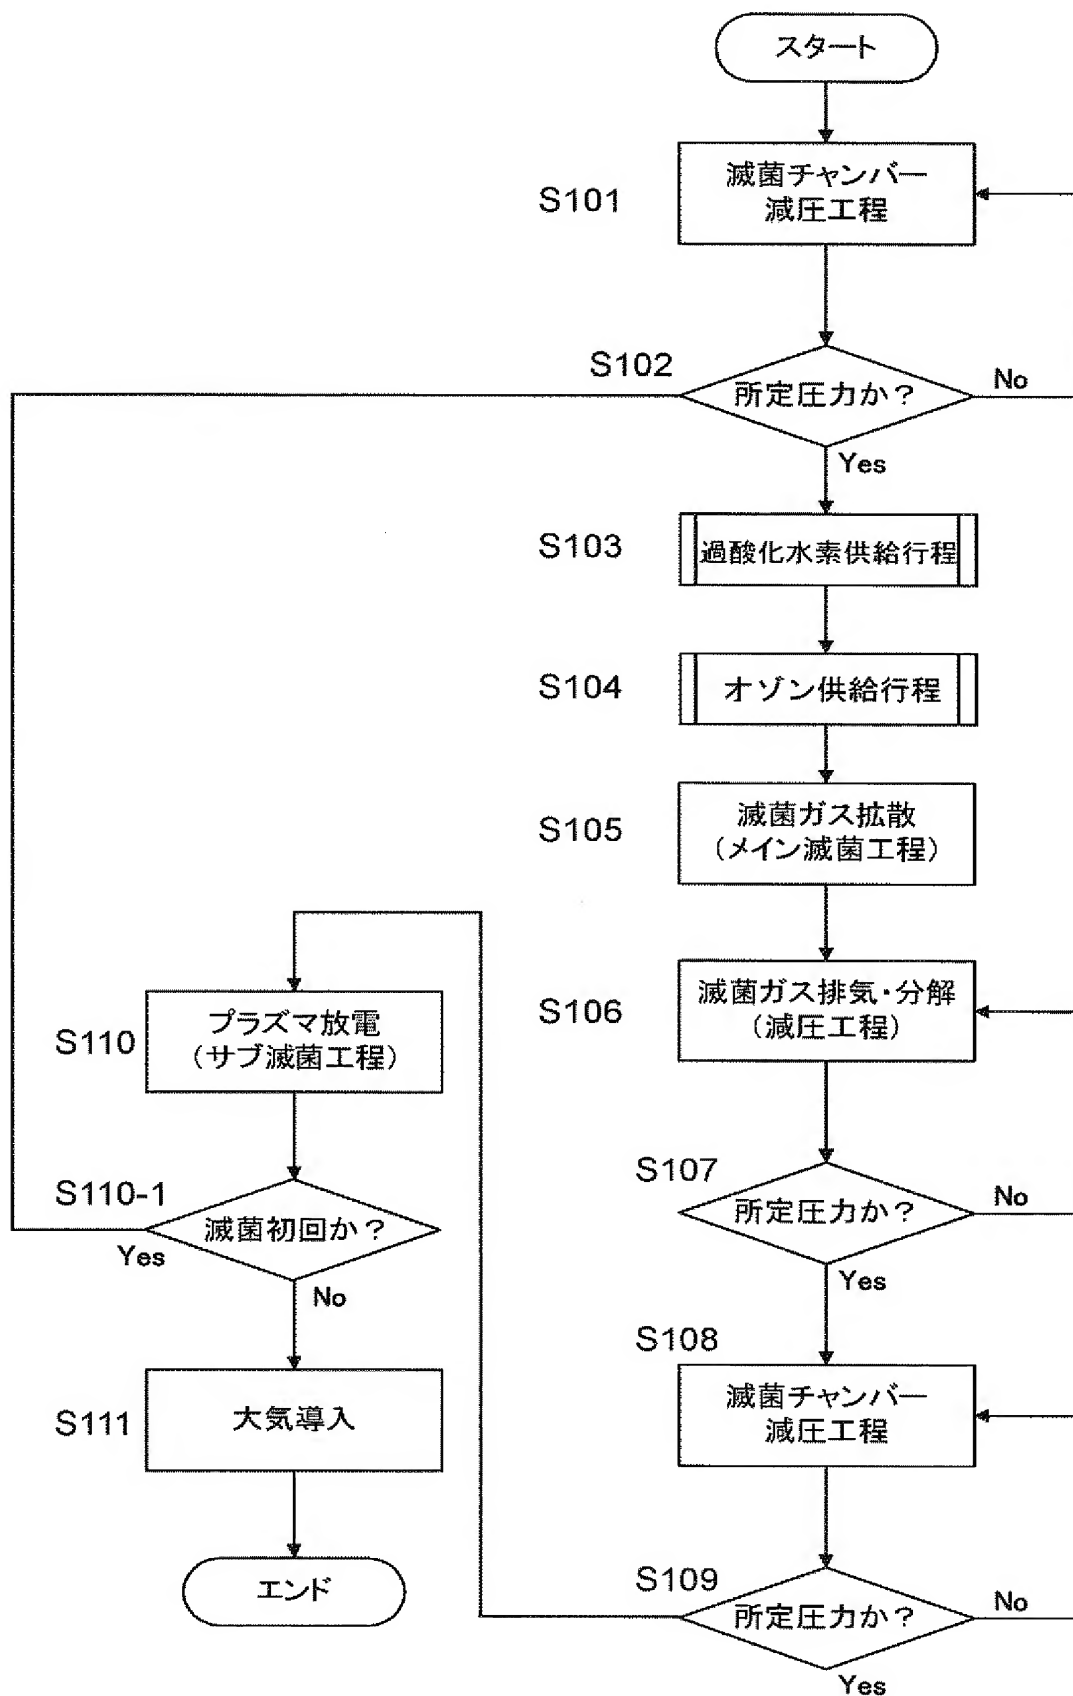 スタート
S101
滅菌チャンバー
減圧工程
S102
所定圧力か？
No
Yes
S103
過酸化水素供給行程
S104
オゾン供給行程
S105
滅菌ガス拡散
（メイン滅菌工程）
S106
滅菌ガス排気・分解
（減圧工程）
S107
所定圧力か？
No
Yes
S108
滅菌チャンバー
減圧工程
S109
所定圧力か？
No
Yes
S110
プラズマ放電
（サブ滅菌工程）
S110-1
滅菌初回か？
Yes
No
S111
大気導入
エンド